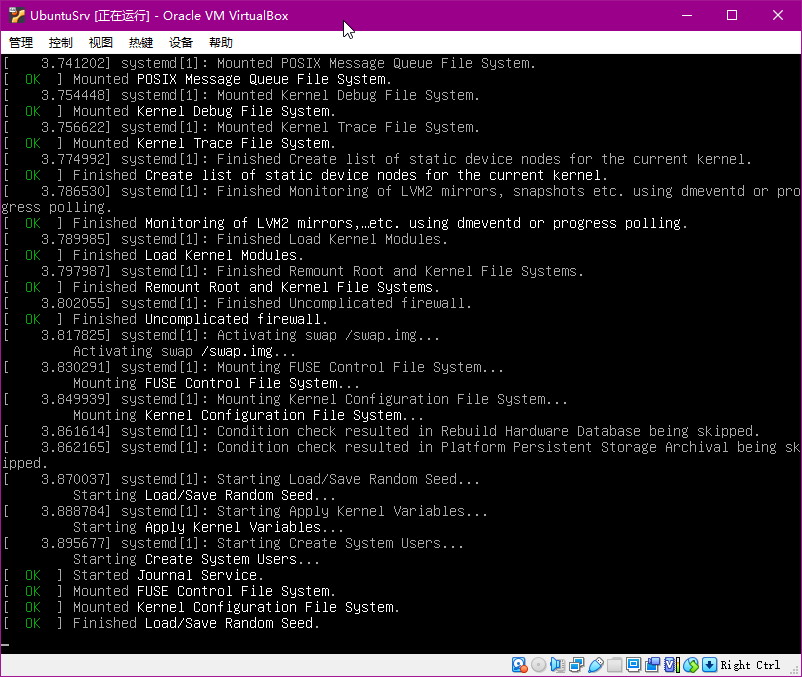 UbuntuSrv [正在运行] - Oracle VM VirtualBox
管理 控制 视图 热键 设备 帮助
[    3.741202] systemd[1]: Mounted POSIX Message Queue File System.
[  OK  ] Mounted POSIX Message Queue File System.
[    3.754448] systemd[1]: Mounted Kernel Debug File System.
[  OK  ] Mounted Kernel Debug File System.
[    3.756622] systemd[1]: Mounted Kernel Trace File System.
[  OK  ] Mounted Kernel Trace File System.
[    3.774992] systemd[1]: Finished Create list of static device nodes for the current kernel.
[  OK  ] Finished Create list of static device nodes for the current kernel.
[    3.786530] systemd[1]: Finished Monitoring of LVM2 mirrors, snapshots etc. using dmeventd or pro
gress polling.
[  OK  ] Finished Monitoring of LVM2 mirrors,…etc. using dmeventd or progress polling.
[    3.789985] systemd[1]: Finished Load Kernel Modules.
[  OK  ] Finished Load Kernel Modules.
[    3.797987] systemd[1]: Finished Remount Root and Kernel File Systems.
[  OK  ] Finished Remount Root and Kernel File Systems.
[    3.802055] systemd[1]: Finished Uncomplicated firewall.
[  OK  ] Finished Uncomplicated firewall.
[    3.817825] systemd[1]: Activating swap /swap.img...
Activating swap /swap.img...
[    3.830291] systemd[1]: Mounting FUSE Control File System...
Mounting FUSE Control File System...
[    3.849939] systemd[1]: Mounting Kernel Configuration File System...
Mounting Kernel Configuration File System...
[    3.861614] systemd[1]: Condition check resulted in Rebuild Hardware Database being skipped.
[    3.862165] systemd[1]: Condition check resulted in Platform Persistent Storage Archival being sk
ipped.
[    3.870037] systemd[1]: Starting Load/Save Random Seed...
Starting Load/Save Random Seed...
[    3.888784] systemd[1]: Starting Apply Kernel Variables...
Starting Apply Kernel Variables...
[    3.895677] systemd[1]: Starting Create System Users...
Starting Create System Users...
[  OK  ] Started Journal Service.
[  OK  ] Mounted FUSE Control File System.
[  OK  ] Mounted Kernel Configuration File System.
[  OK  ] Finished Load/Save Random Seed.
Right Ctrl